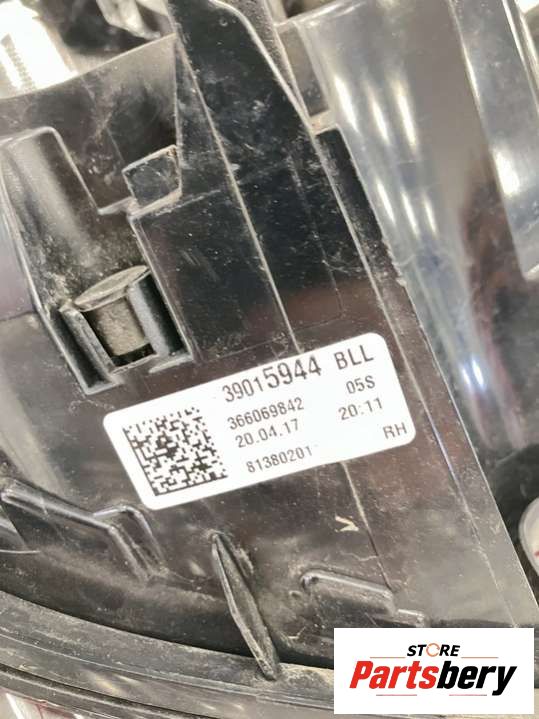 39015944 BLL
366069842 05S
20.04.17 20:11
81380201 RH
STORE
Partsbery